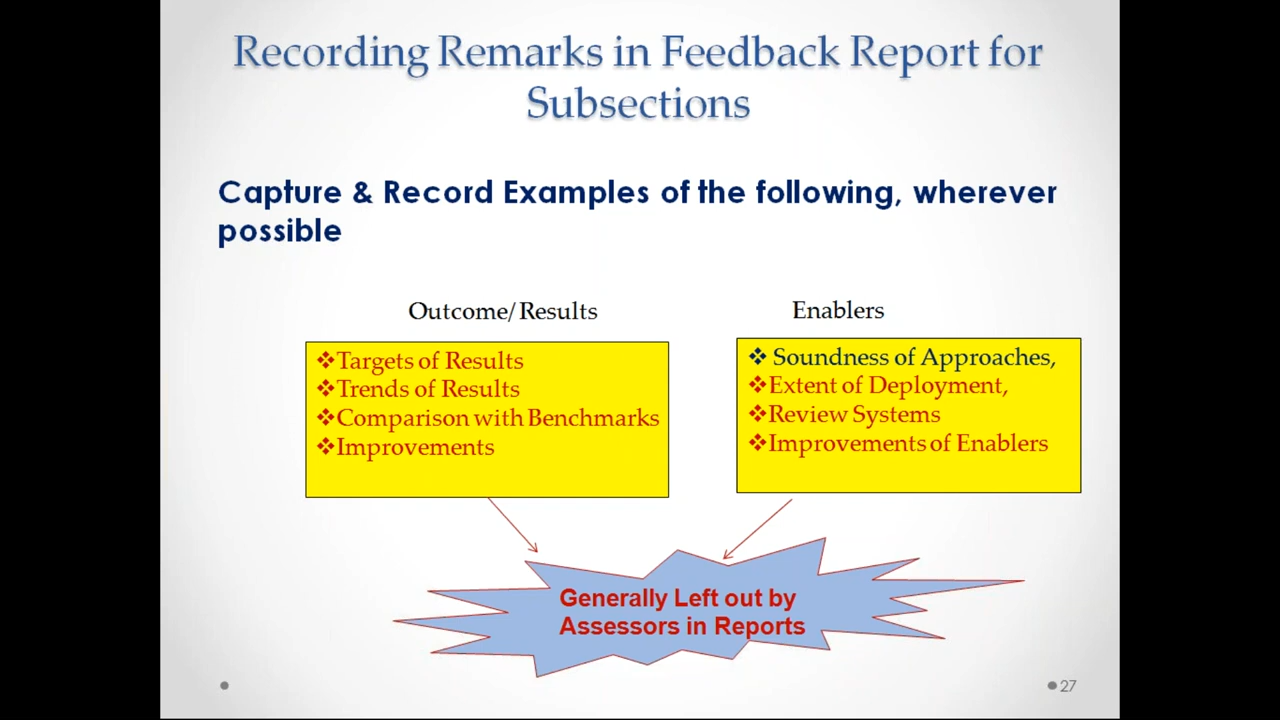 Recording Remarks in Feedback Report for
Subsections
Capture & Record Examples of the following, wherever
possible
Outcome/ Results
❖Targets of Results
❖Trends of Results
❖Comparison with Benchmarks
❖Improvements
Enablers
❖ Soundness of Approaches,
❖Extent of Deployment,
❖Review Systems
❖Improvements of Enablers
Generally Left out by
Assessors in Reports
27